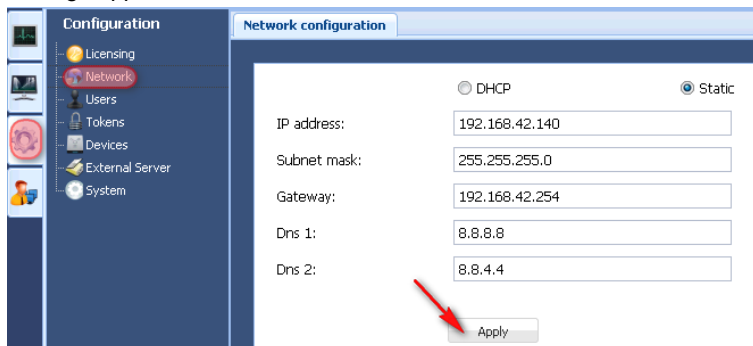 Configuration
Network configuration
Licensing
Network
Users
Tokens
Devices
External Server
System
DHCP
Static
IP address:
192.168.42.140
Subnet mask:
255.255.255.0
Gateway:
192.168.42.254
Dns 1:
8.8.8.8
Dns 2:
8.8.4.4
Apply